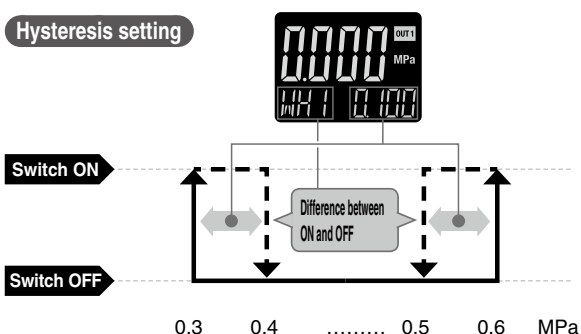 Hysteresis setting
0.000
OUT1
MPa
WH1 0.100
Switch ON
Difference between
ON and OFF
Switch OFF
0.3 0.4 ......... 0.5 0.6 MPa